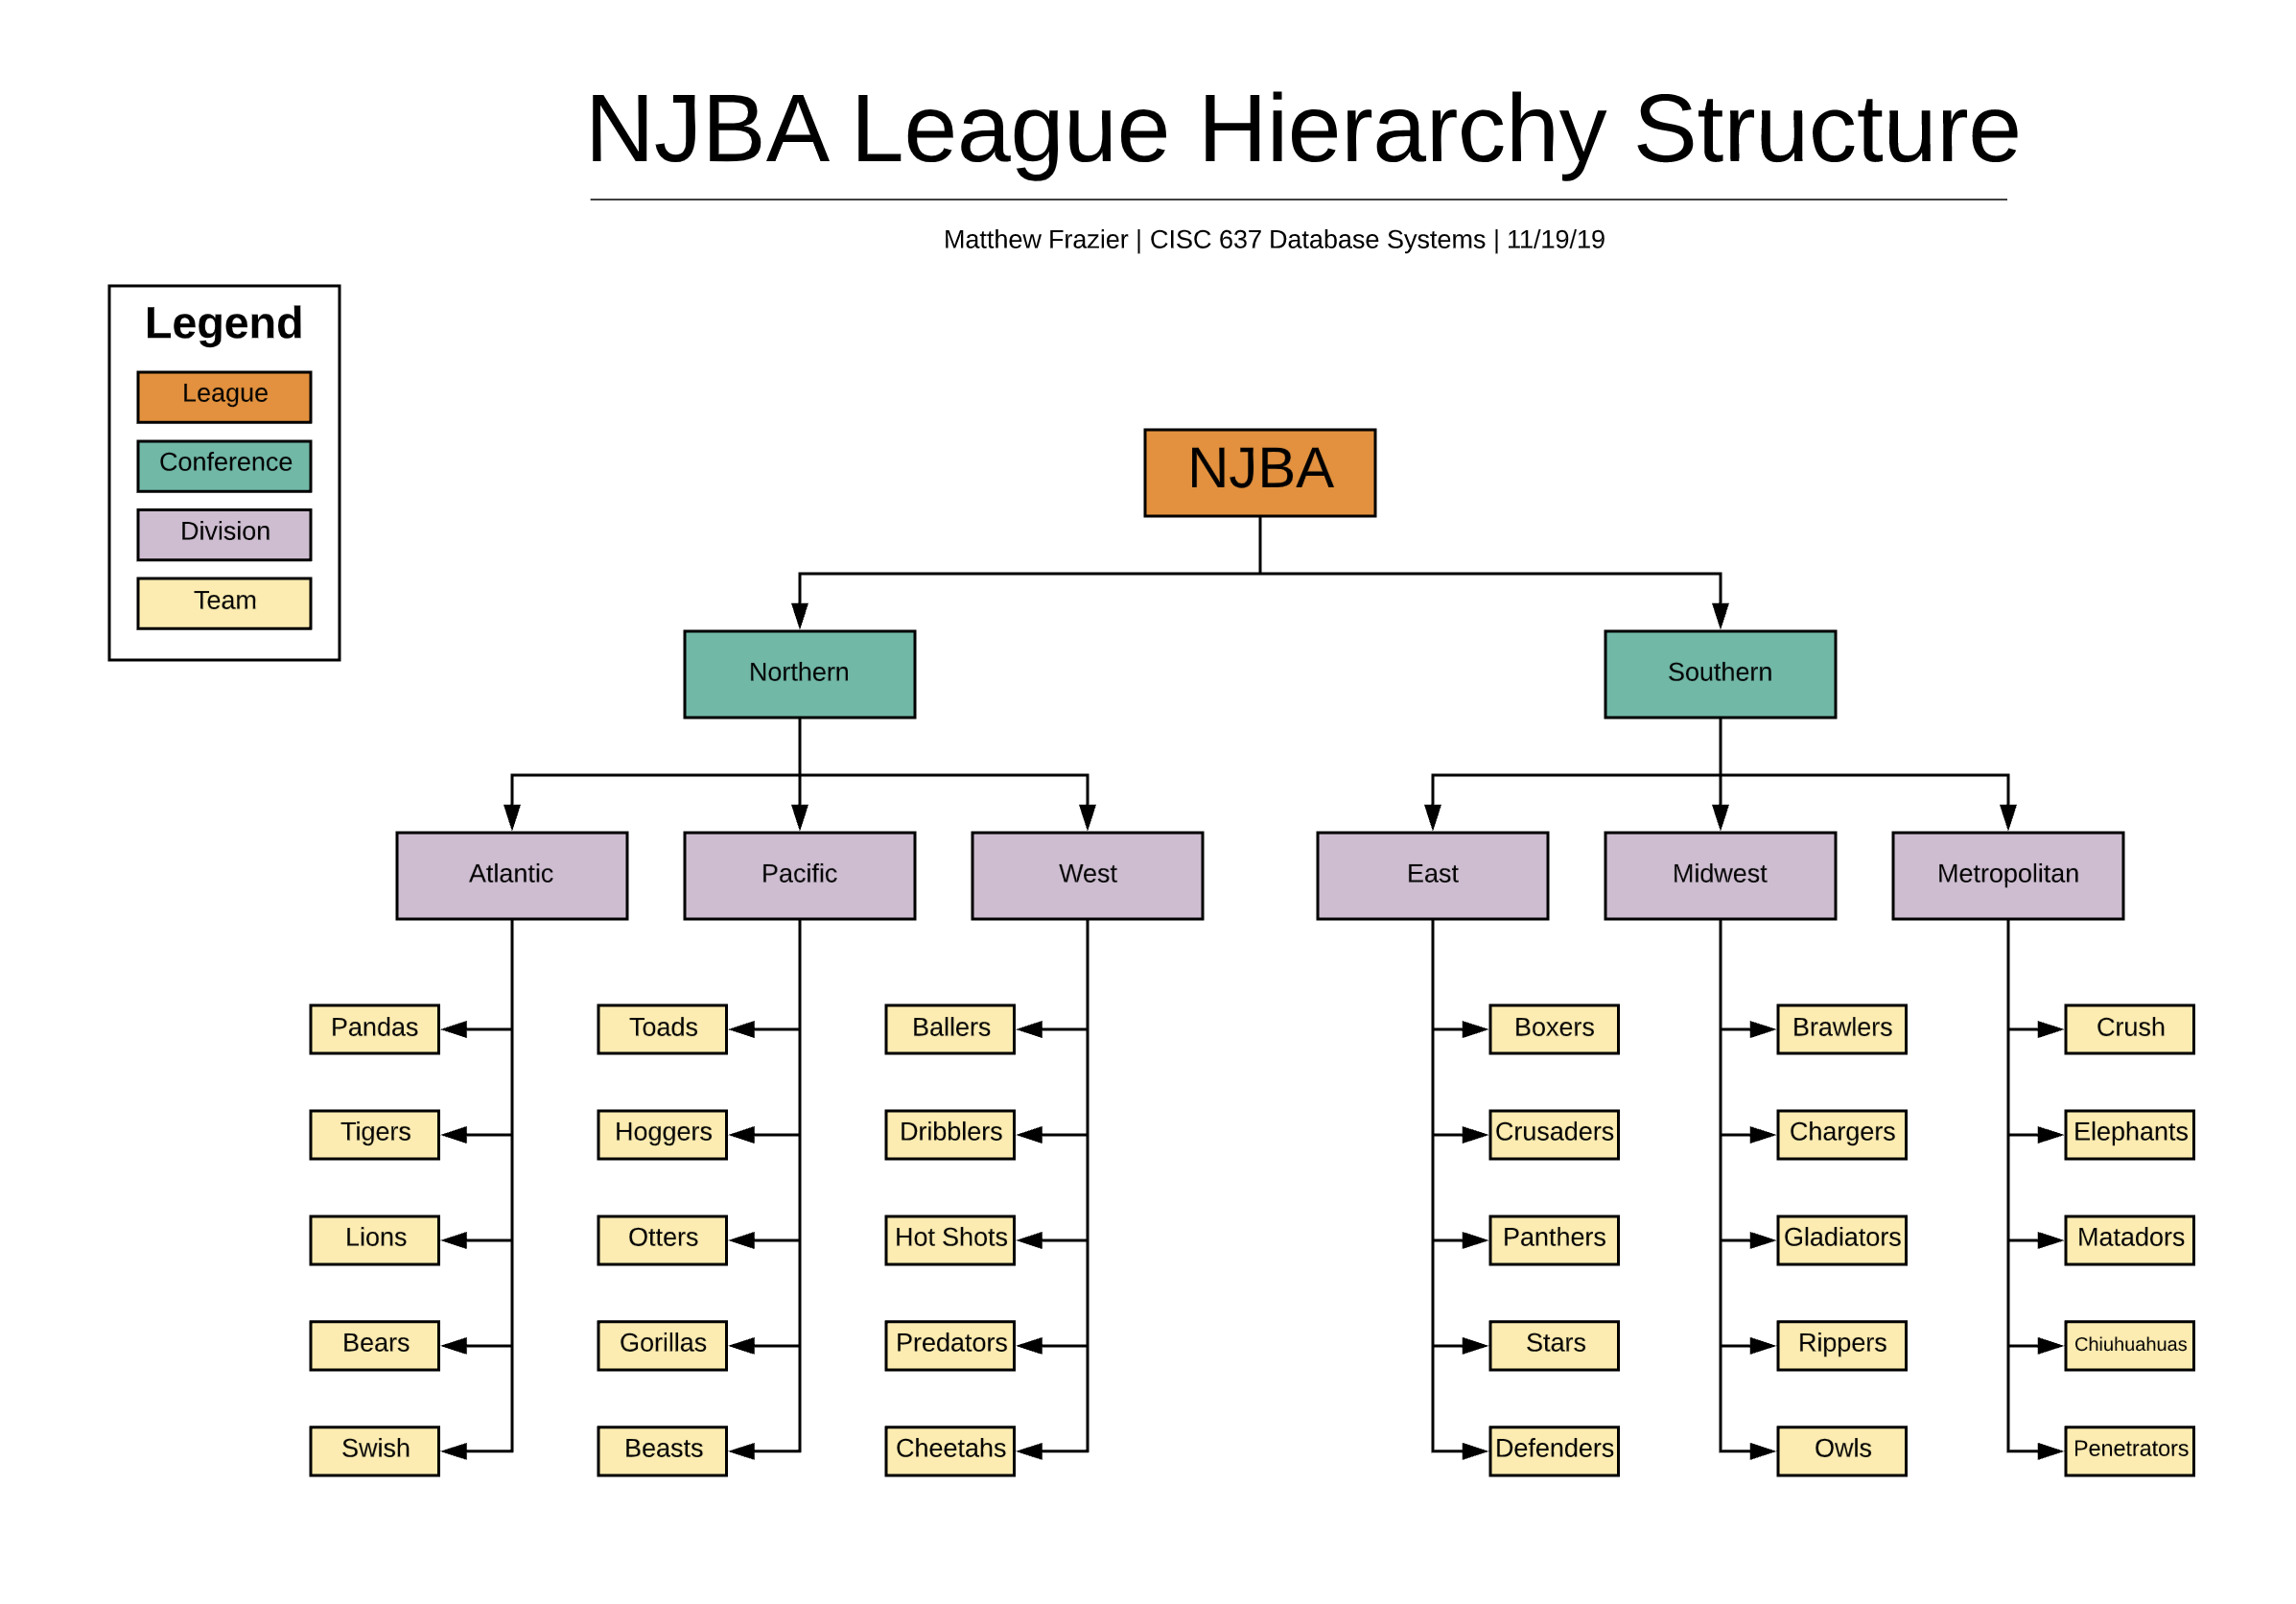 NJBA League Hierarchy Structure
Matthew Frazier | CISC 637 Database Systems | 11/19/19
Legend
League
Conference
Division
Team
NJBA
Northern
Southern
Atlantic
Pacific
West
East
Midwest
Metropolitan
Pandas
Toads
Ballers
Boxers
Brawlers
Crush
Tigers
Hoggers
Dribblers
Crusaders
Chargers
Elephants
Lions
Otters
Hot Shots
Panthers
Gladiators
Matadors
Bears
Gorillas
Predators
Stars
Rippers
Chiuhuahuas
Swish
Beasts
Cheetahs
Defenders
Owls
Penetrators